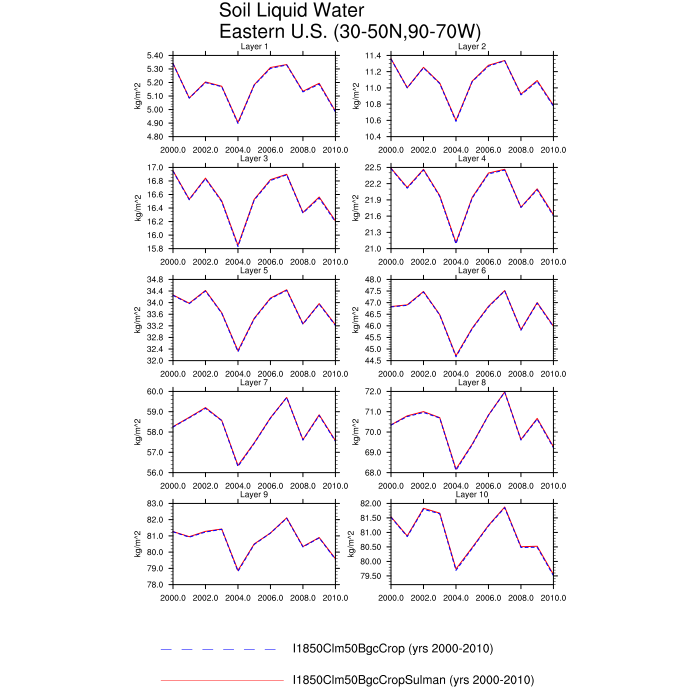 Soil Liquid Water
Eastern U.S. (30-50N,90-70W)
Layer 1
5.40
5.30
5.20
5.10
5.00
4.90
4.80
kg/m^2
2000.0 2002.0 2004.0 2006.0 2008.0 2010.0
Layer 2
11.4
11.2
11.0
10.8
10.6
10.4
kg/m^2
2000.0 2002.0 2004.0 2006.0 2008.0 2010.0
Layer 3
17.0
16.8
16.6
16.4
16.2
16.0
15.8
kg/m^2
2000.0 2002.0 2004.0 2006.0 2008.0 2010.0
Layer 4
22.5
22.2
21.9
21.6
21.3
21.0
kg/m^2
2000.0 2002.0 2004.0 2006.0 2008.0 2010.0
Layer 5
34.8
34.4
34.0
33.6
33.2
32.8
32.4
32.0
kg/m^2
2000.0 2002.0 2004.0 2006.0 2008.0 2010.0
Layer 6
48.0
47.5
47.0
46.5
46.0
45.5
45.0
44.5
kg/m^2
2000.0 2002.0 2004.0 2006.0 2008.0 2010.0
Layer 7
60.0
59.0
58.0
57.0
56.0
kg/m^2
2000.0 2002.0 2004.0 2006.0 2008.0 2010.0
Layer 8
72.0
71.0
70.0
69.0
68.0
kg/m^2
2000.0 2002.0 2004.0 2006.0 2008.0 2010.0
Layer 9
83.0
82.0
81.0
80.0
79.0
78.0
kg/m^2
2000.0 2002.0 2004.0 2006.0 2008.0 2010.0
Layer 10
82.00
81.50
81.00
80.50
80.00
79.50
kg/m^2
2000.0 2002.0 2004.0 2006.0 2008.0 2010.0
I1850Clm50BgcCrop (yrs 2000-2010)
I1850Clm50BgcCropSulman (yrs 2000-2010)